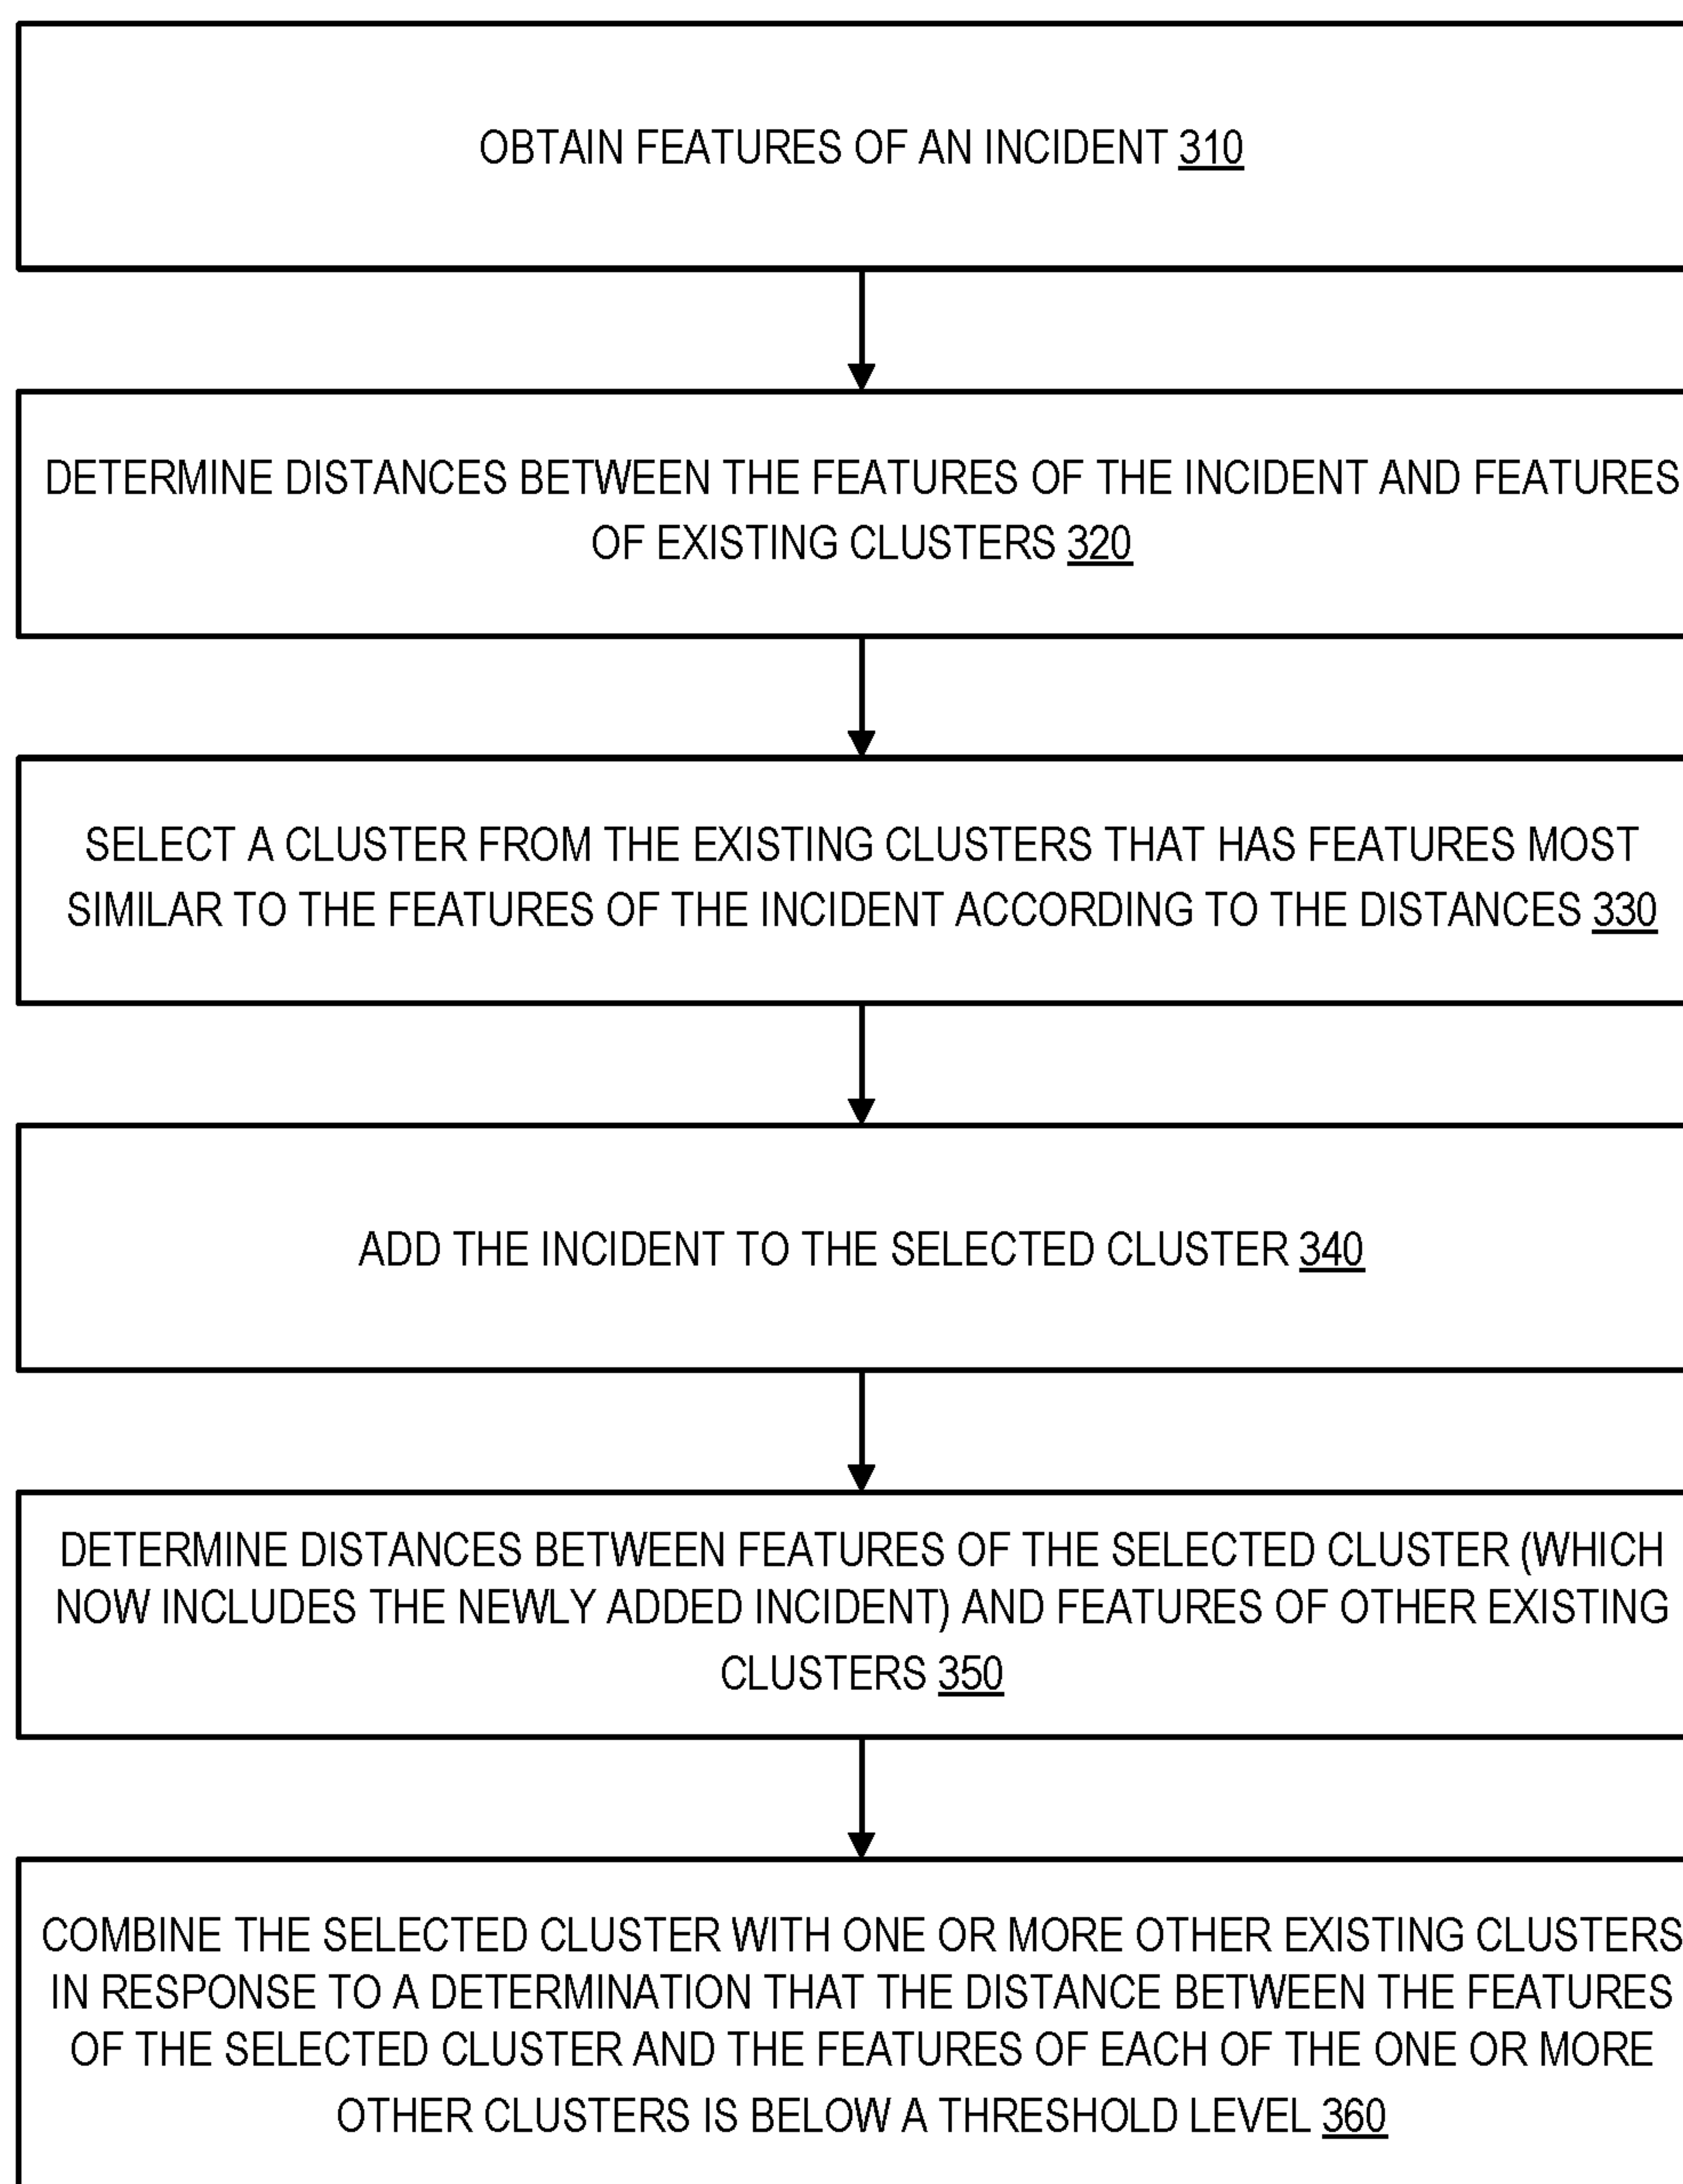 OBTAIN FEATURES OF AN INCIDENT 310
DETERMINE DISTANCES BETWEEN THE FEATURES OF THE INCIDENT AND FEATURES
OF EXISTING CLUSTERS 320
SELECT A CLUSTER FROM THE EXISTING CLUSTERS THAT HAS FEATURES MOST
SIMILAR TO THE FEATURES OF THE INCIDENT ACCORDING TO THE DISTANCES 330
ADD THE INCIDENT TO THE SELECTED CLUSTER 340
DETERMINE DISTANCES BETWEEN FEATURES OF THE SELECTED CLUSTER (WHICH
NOW INCLUDES THE NEWLY ADDED INCIDENT) AND FEATURES OF OTHER EXISTING
CLUSTERS 350
COMBINE THE SELECTED CLUSTER WITH ONE OR MORE OTHER EXISTING CLUSTERS
IN RESPONSE TO A DETERMINATION THAT THE DISTANCE BETWEEN THE FEATURES
OF THE SELECTED CLUSTER AND THE FEATURES OF EACH OF THE ONE OR MORE
OTHER CLUSTERS IS BELOW A THRESHOLD LEVEL 360